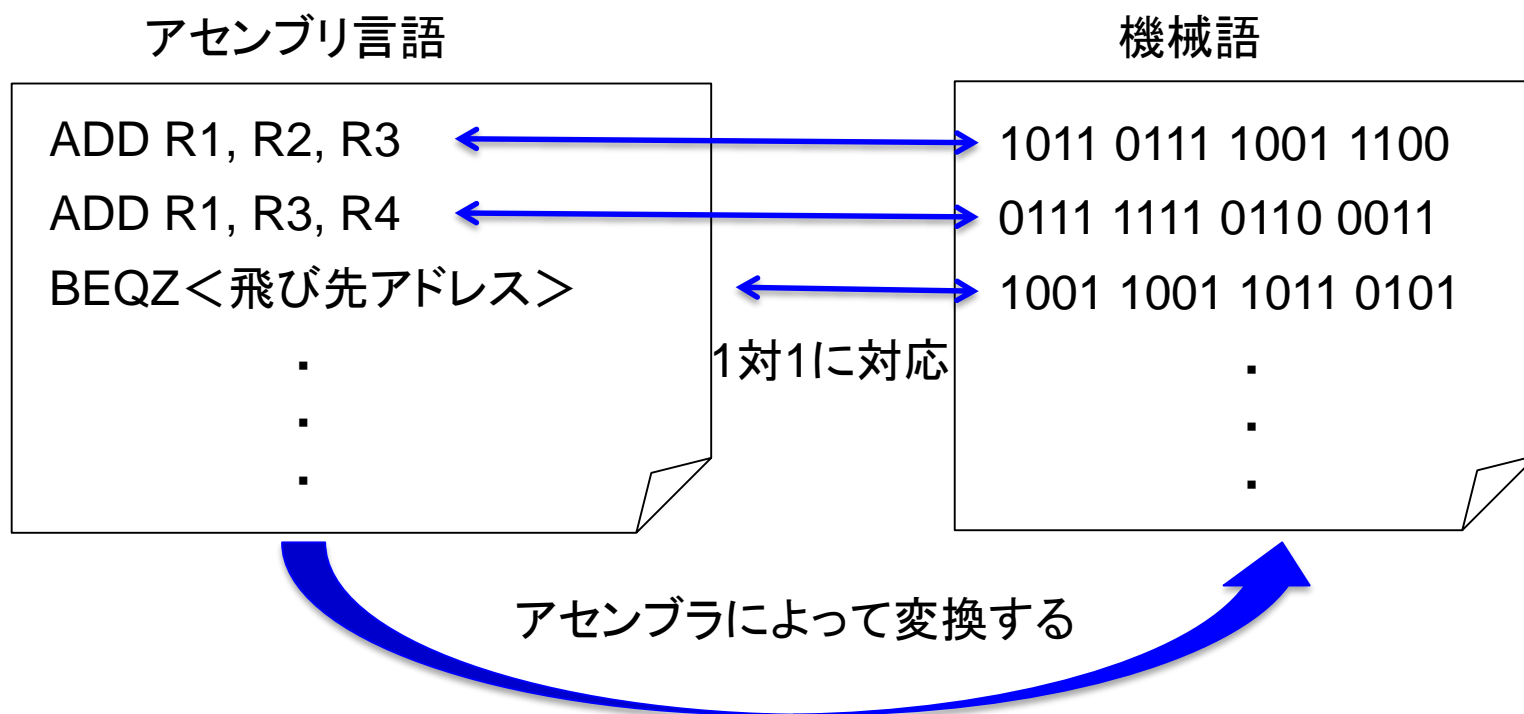 アセンブリ言語
ADD R1, R2, R3
ADD R1, R3, R4
BEQZ<飛び先アドレス>
・
・
・
1対1に対応
機械語
1011 0111 1001 1100
0111 1111 0110 0011
1001 1001 1011 0101
・
・
・
アセンブラによって変換する